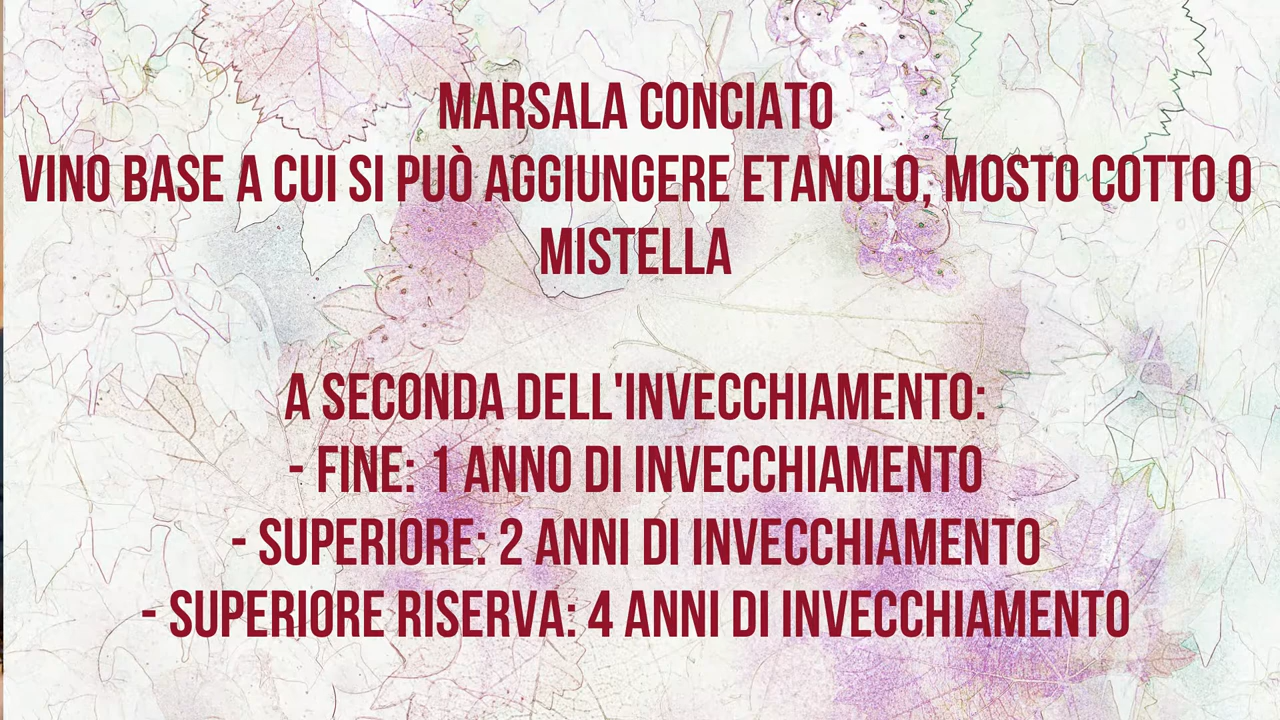 MARSALA CONCIATO
VINO BASE A CUI SI PUÒ AGGIUNGERE ETANOLO, MOSTO COTTO O
MISTELLA
A SECONDA DELL'INVECCHIAMENTO:
- FINE: 1 ANNO DI INVECCHIAMENTO
- SUPERIORE: 2 ANNI DI INVECCHIAMENTO
- SUPERIORE RISERVA: 4 ANNI DI INVECCHIAMENTO